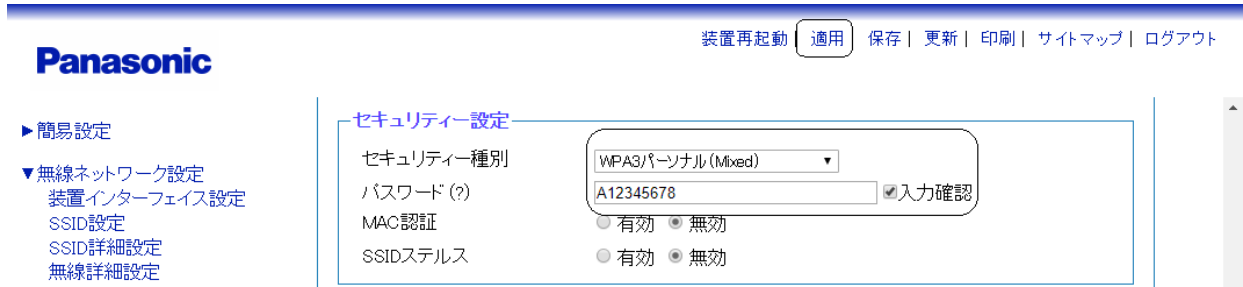 装置再起動 | 適用 保存 | 更新 | 印刷 | サイトマップ | ログアウト
Panasonic
▶簡易設定
▼無線ネットワーク設定
装置インターフェイス設定
SSID設定
SSID詳細設定
無線詳細設定
セキュリティー設定
セキュリティー種別 WPA3パーソナル(Mixed) ▼
パスワード(?) A12345678 入力確認
MAC認証 有効 無効
SSIDステルス 有効 無効